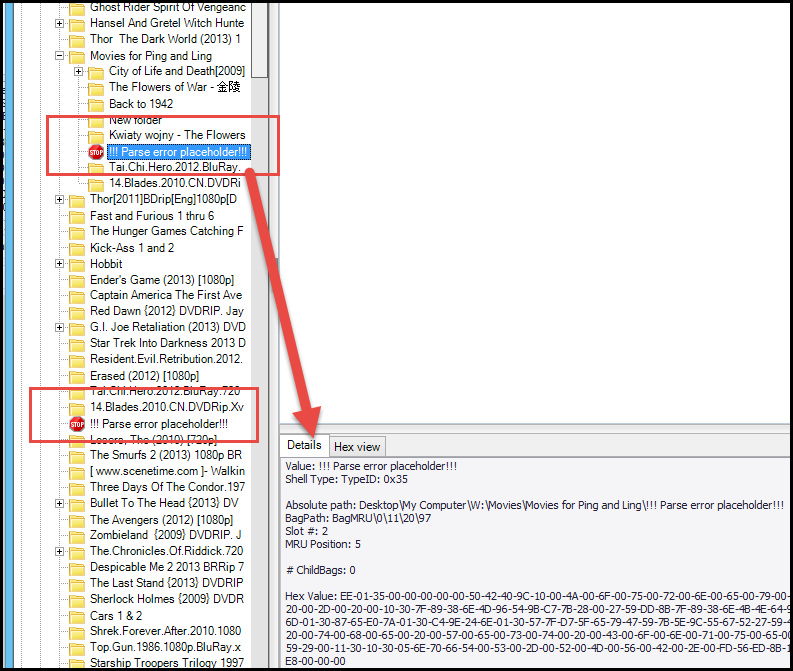 Ghost Rider Spirit Of Vengeanc
Hansel And Gretel Witch Hunte
Thor The Dark World (2013) 1
Movies for Ping and Ling
City of Life and Death[2009]
The Flowers of War - 金陵
Back to 1942
New folder
Kwiaty wojny - The Flowers
STOP !!! Parse error placeholder!!!
Tai.Chi.Hero.2012.BluRay.
14.Blades.2010.CN.DVDRi
Thor[2011]BDrip[Eng]1080p[D
Fast and Furious 1 thru 6
The Hunger Games Catching F
Kick-Ass 1 and 2
Hobbit
Ender's Game (2013) [1080p]
Captain America The First Ave
Red Dawn {2012} DVDRIP. Jay
G.I. Joe Retaliation (2013) DVD
Star Trek Into Darkness 2013 D
Resident.Evil.Retribution.2012.
Erased (2012) [1080p]
Tai.Chi.Hero.2012.BluRay.720
14.Blades.2010.CN.DVDRip.Xv
STOP !!! Parse error placeholder!!!
Losers, The (2010) [720p]
The Smurfs 2 (2013) 1080p BR
[ www.scenetime.com ]- Walkin
Three Days Of The Condor.197
Bullet To The Head {2013} DV
The Avengers (2012) [1080p]
Zombieland {2009} DVDRIP. J
The.Chronicles.Of.Riddick.720
Despicable Me 2 2013 BRRip 7
The Last Stand {2013} DVDRIP
Sherlock Holmes {2009} DVDR
Cars 1 & 2
Shrek.Forever.After.2010.1080
Top.Gun.1986.1080p.BluRay.x
Starship Troopers Trilogy 1997
Details Hex view
Value: !!! Parse error placeholder!!!
Shell Type: TypeID: 0x35
Absolute path: Desktop\My Computer\W:\Movies\Movies for Ping and Ling\!!! Parse error placeholder!!!
BagPath: BagMRU\0\11\20\97
Slot #: 2
MRU Position: 5
# ChildBags: 0
Hex Value: EE-01-35-00-00-00-00-00-50-42-40-9C-10-00-4A-00-6F-00-75-00-72-00-6E-00-65-00-79-00-
20-00-2D-00-20-00-10-30-7F-89-38-6E-4D-96-54-9B-C7-7B-28-00-27-59-DD-8B-7F-89-38-6E-4B-4E-64-9
6D-01-30-87-65-E0-7A-01-30-C4-9E-24-6E-01-30-57-7F-D7-5F-65-79-47-59-7B-5E-9C-55-67-52-27-59-4
20-00-74-00-68-00-65-00-20-00-57-00-65-00-73-00-74-00-20-00-43-00-6F-00-6E-00-71-00-75-00-65-00
59-29-00-11-30-10-30-05-6E-70-66-54-00-53-00-2D-00-52-00-4D-00-56-00-42-00-2E-00-FD-56-ED-8B-1
E8-00-00-00